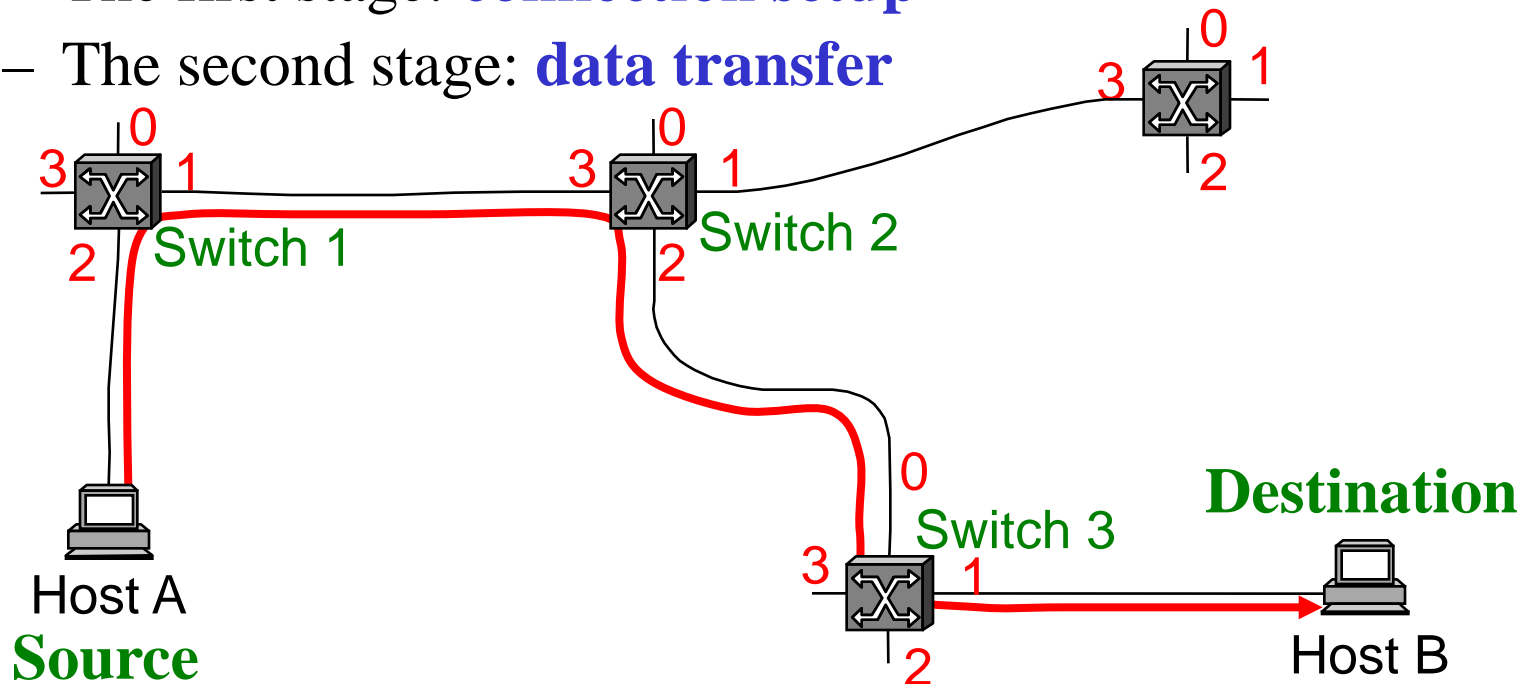 – The second stage: data transfer
0
3
1
2
0
3
1
2
Switch 1
0
3
1
2
Switch 2
0
3
1
2
Switch 3
Destination
Host A
Source
Host B